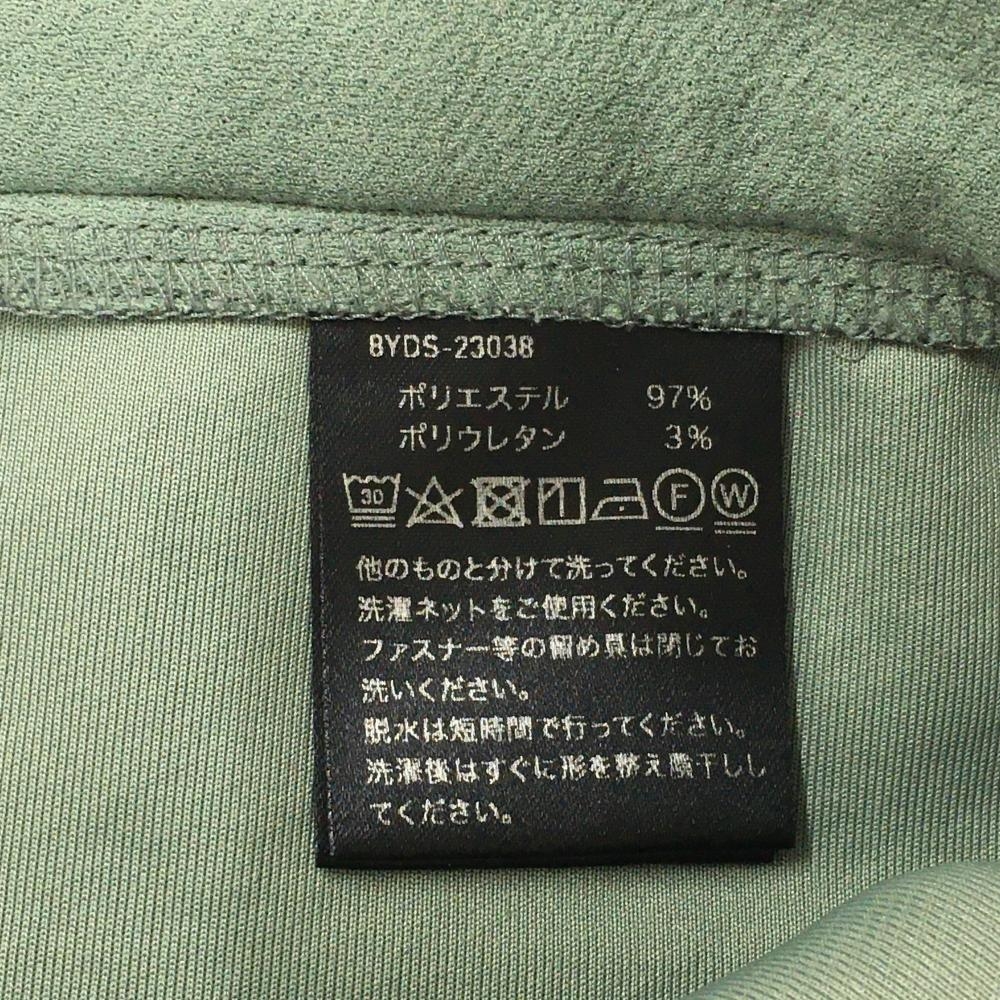 8YDS-23038
ポリエステル 97%
ポリウレタン 3%
30 F W
他のものと分けて洗ってください。
洗濯ネットをご使用ください。
ファスナー等の留め具は閉じてお
洗いください。
脱水は短時間で行ってください。
洗濯後はすぐに形を整え陰干しし
てください。